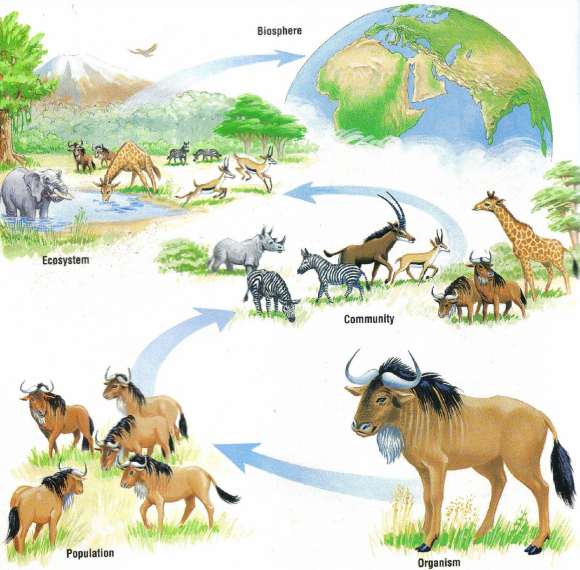 Biosphere
Ecosystem
Community
Population
Organism